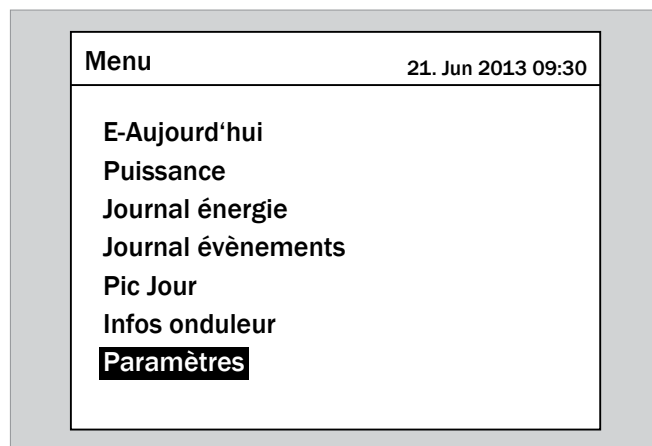 Menu
21. Jun 2013 09:30
E-Aujourd‘hui
Puissance
Journal énergie
Journal évènements
Pic Jour
Infos onduleur
Paramètres